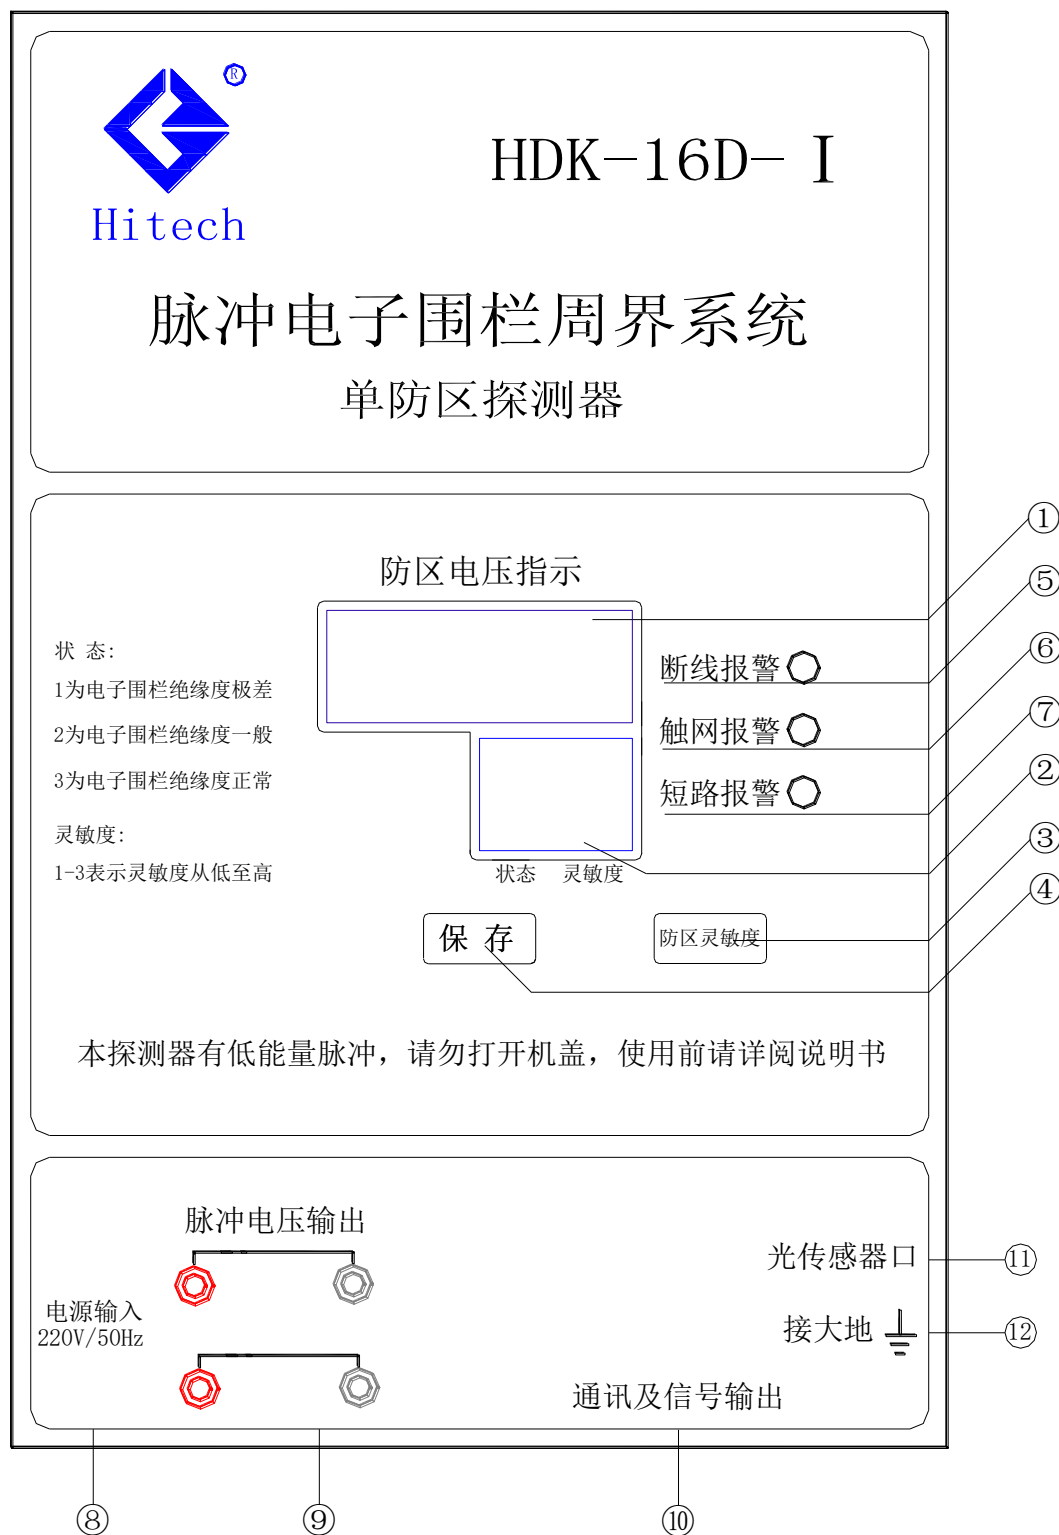 ®
HDK-16D-Ⅰ
Hitech
脉冲电子围栏周界系统
单防区探测器
①
防区电压指示
⑤
状 态:
断线报警
⑥
1为电子围栏绝缘度极差
⑦
2为电子围栏绝缘度一般
触网报警
②
3为电子围栏绝缘度正常
短路报警
③
灵敏度:
1-3表示灵敏度从低至高
状态 灵敏度
④
保 存
防区灵敏度
本探测器有低能量脉冲，请勿打开机盖，使用前请详阅说明书
脉冲电压输出
光传感器口
⑪
电源输入
220V/50Hz
接大地
⑫
通讯及信号输出
⑧
⑨
⑩